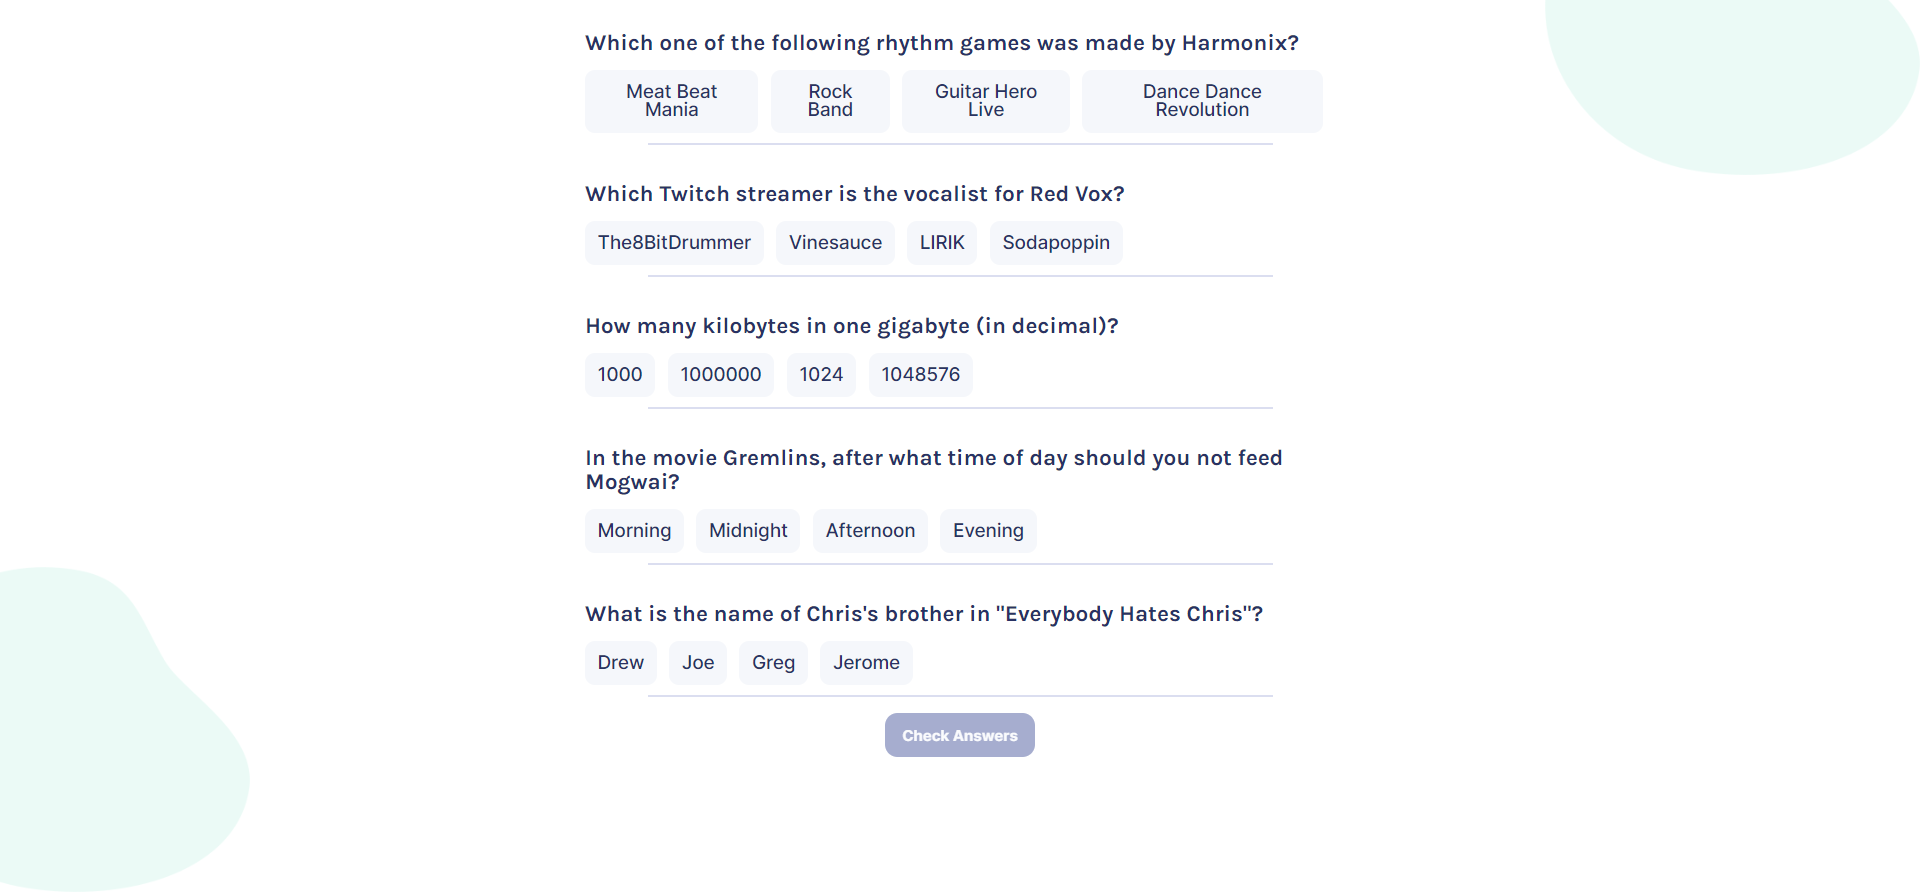 Which one of the following rhythm games was made by Harmonix?
Meat Beat Mania
Rock Band
Guitar Hero Live
Dance Dance Revolution
Which Twitch streamer is the vocalist for Red Vox?
The8BitDrummer
Vinesauce
LIRIK
Sodapoppin
How many kilobytes in one gigabyte (in decimal)?
1000
1000000
1024
1048576
In the movie Gremlins, after what time of day should you not feed
Mogwai?
Morning
Midnight
Afternoon
Evening
What is the name of Chris's brother in "Everybody Hates Chris"?
Drew
Joe
Greg
Jerome
Check Answers